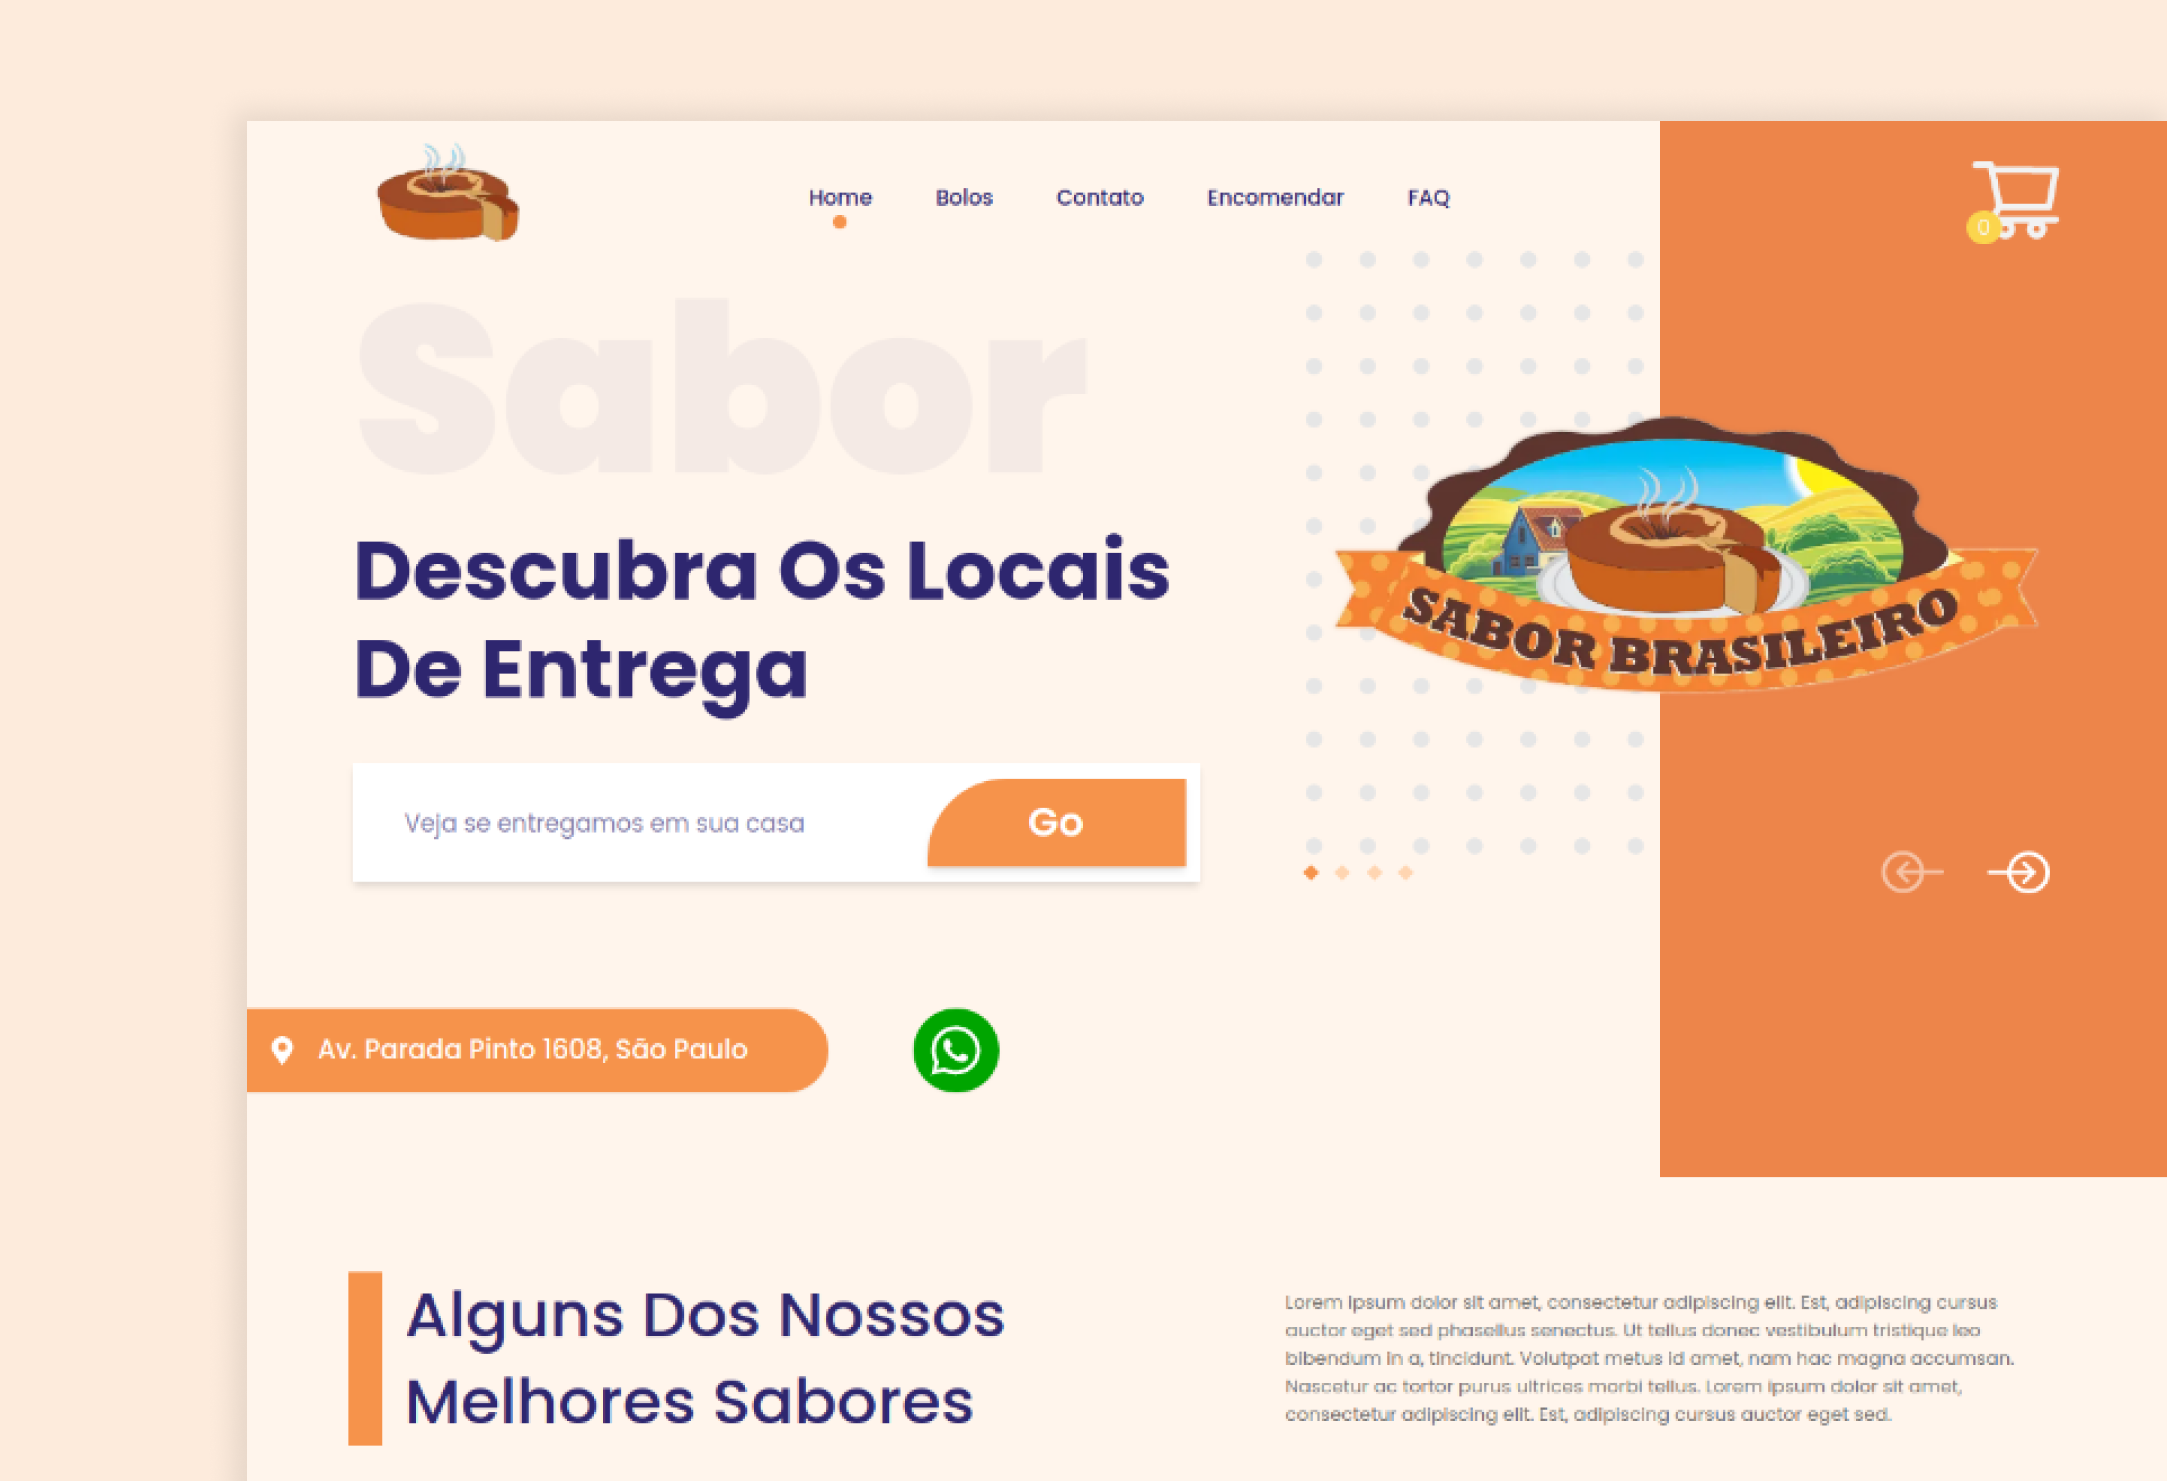 Home Bolos Contato Encomendar FAQ
0
Sabor
Descubra Os Locais
De Entrega
SABOR BRASILEIRO
Veja se entregamos em sua casa
Go
Av. Parada Pinto 1608, São Paulo
Alguns Dos Nossos
Melhores Sabores
Lorem ipsum dolor sit amet, consectetur adipiscing elit. Est, adipiscing cursus
auctor eget sed phasellus senectus. Ut tellus donec vestibulum tristique leo
bibendum in a, tincidunt. Volutpat metus id amet, nam hac magna accumsan.
Nascetur ac tortor purus ultrices morbi tellus. Lorem ipsum dolor sit amet,
consectetur adipiscing elit. Est, adipiscing cursus auctor eget sed.